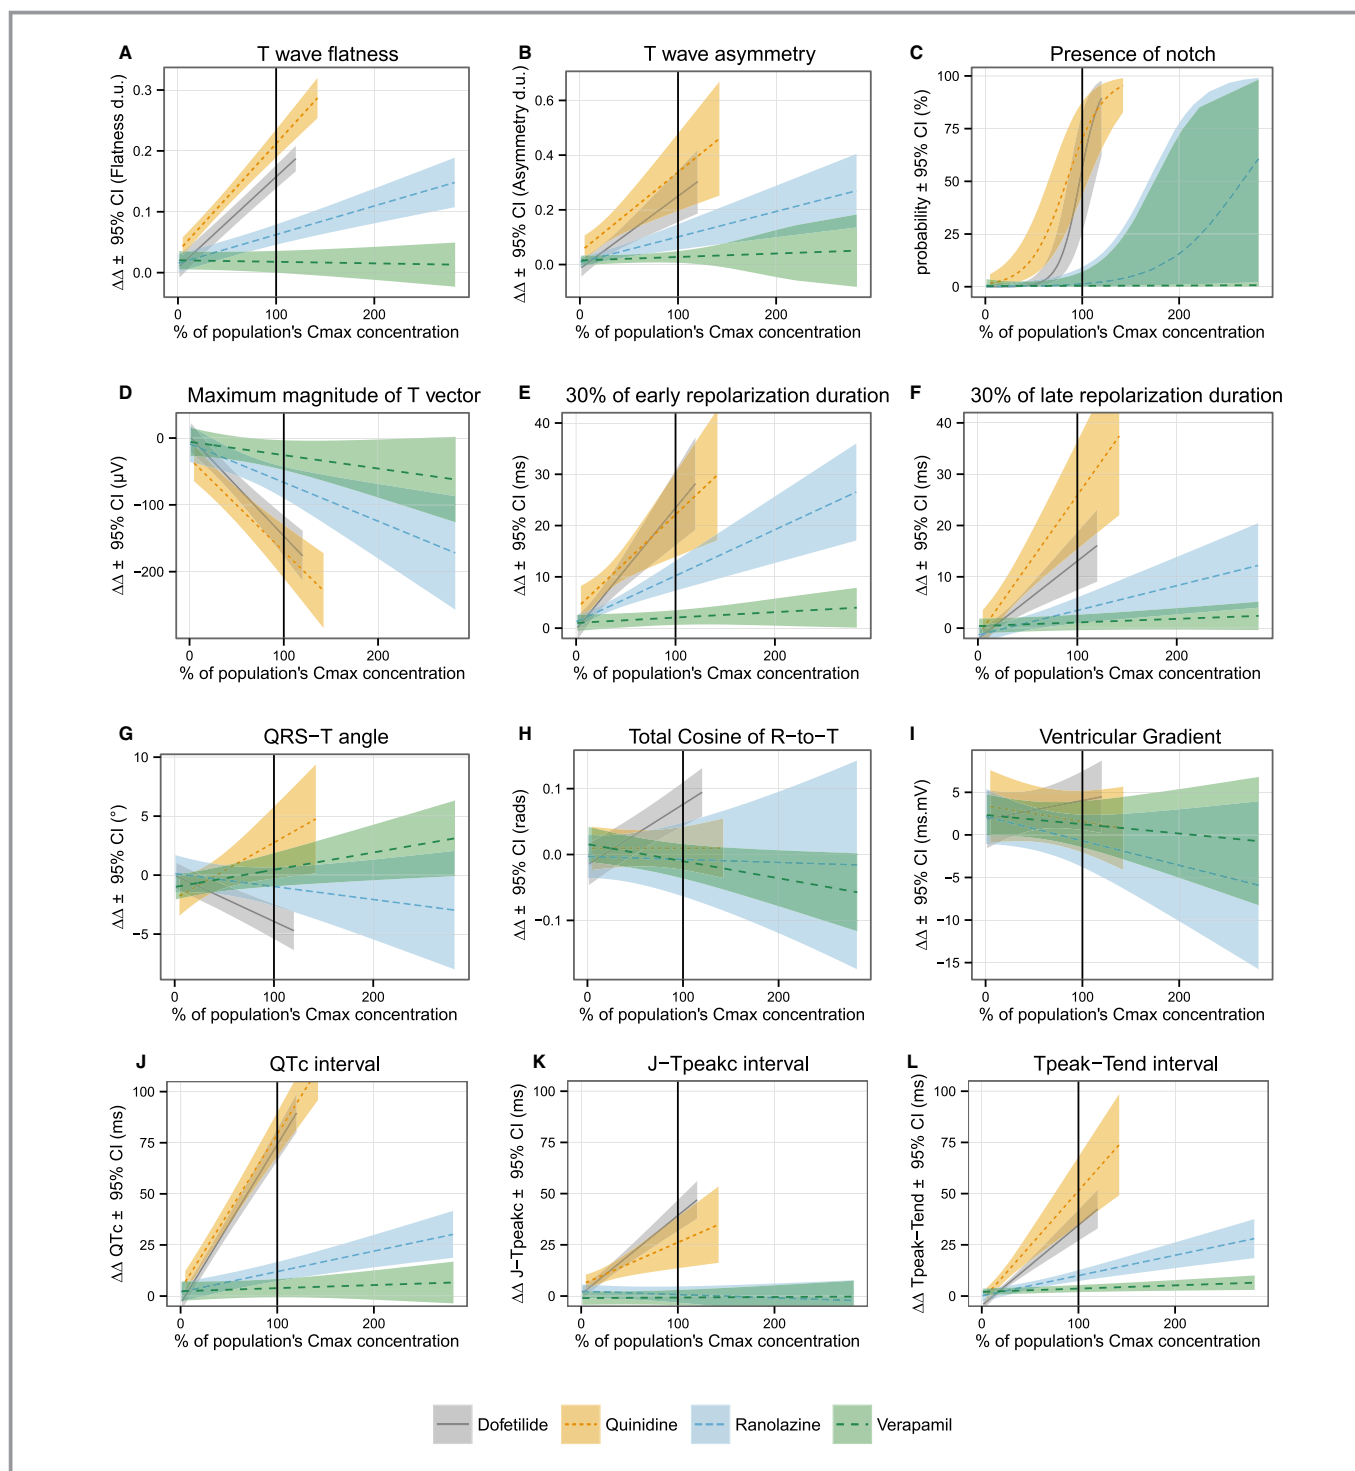 A T wave flatness
ΔΔ ± 95% CI (Flatness d.u.)
0.3
0.2
0.1
0.0
0 100 200
% of population's Cmax concentration
B T wave asymmetry
ΔΔ ± 95% CI (Asymmetry d.u.)
0.6
0.4
0.2
0.0
0 100 200
% of population's Cmax concentration
C Presence of notch
probability ± 95% CI (%)
100
75
50
25
0
0 100 200
% of population's Cmax concentration
D Maximum magnitude of T vector
ΔΔ ± 95% CI (µV)
0
−100
−200
0 100 200
% of population's Cmax concentration
E 30% of early repolarization duration
ΔΔ ± 95% CI (ms)
40
30
20
10
0
0 100 200
% of population's Cmax concentration
F 30% of late repolarization duration
ΔΔ ± 95% CI (ms)
40
30
20
10
0
0 100 200
% of population's Cmax concentration
G QRS−T angle
ΔΔ ± 95% CI (°)
10
5
0
−5
0 100 200
% of population's Cmax concentration
H Total Cosine of R−to−T
ΔΔ ± 95% CI (rads)
0.1
0.0
−0.1
0 100 200
% of population's Cmax concentration
I Ventricular Gradient
ΔΔ ± 95% CI (ms.mV)
5
0
−5
−10
−15
0 100 200
% of population's Cmax concentration
J QTc interval
ΔΔ QTc ± 95% CI (ms)
100
75
50
25
0
0 100 200
% of population's Cmax concentration
K J−Tpeakc interval
ΔΔ J−Tpeakc ± 95% CI (ms)
100
75
50
25
0
0 100 200
% of population's Cmax concentration
L Tpeak−Tend interval
ΔΔ Tpeak−Tend ± 95% CI (ms)
100
75
50
25
0
0 100 200
% of population's Cmax concentration
Dofetilide Quinidine Ranolazine Verapamil